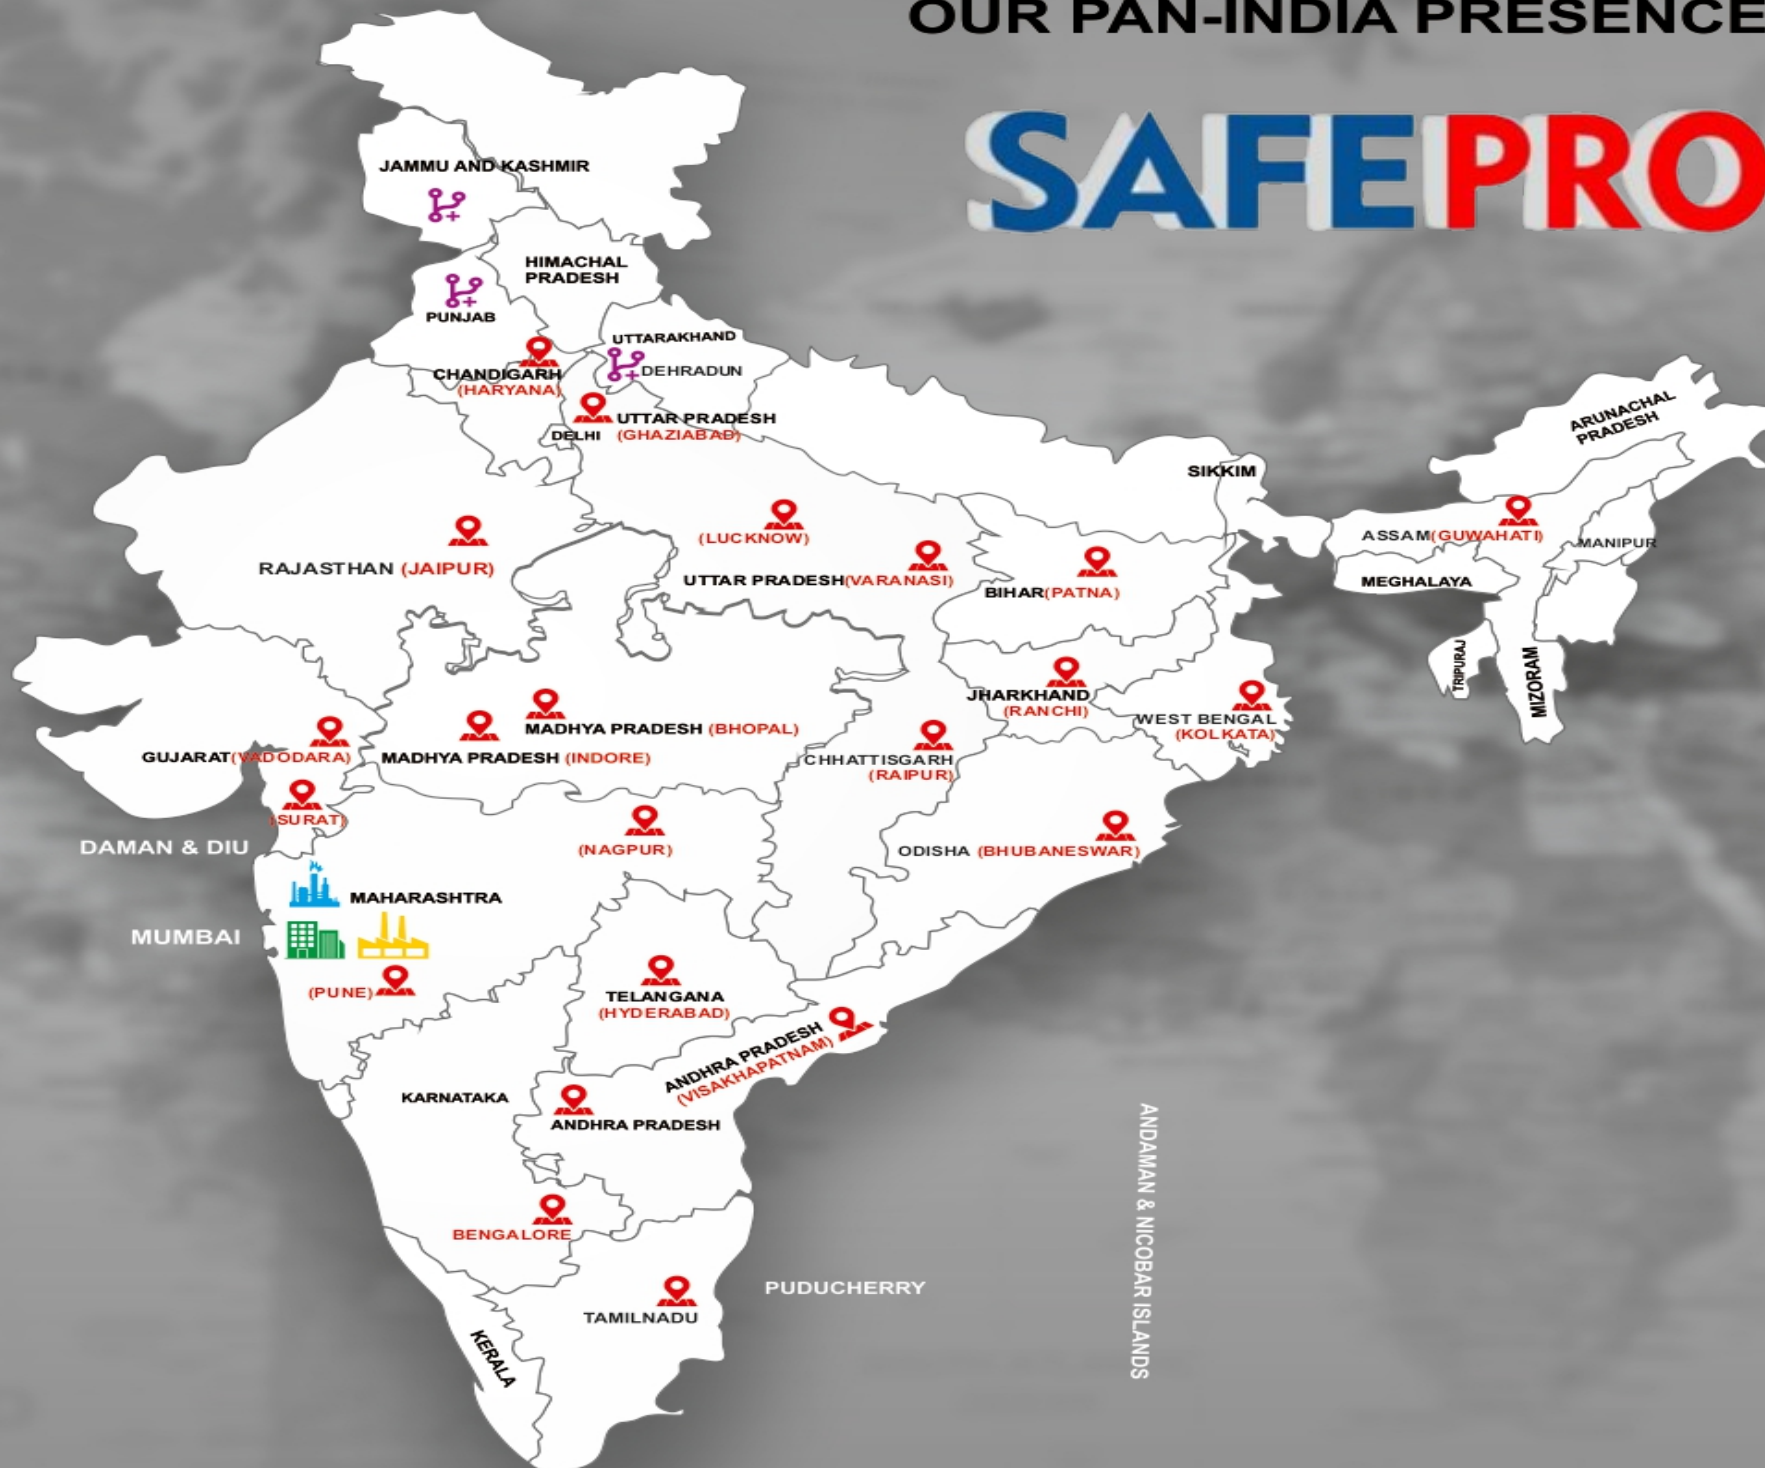 OUR PAN-INDIA PRESENCE
SAFEPRO
JAMMU AND KASHMIR
HIMACHAL
PRADESH
PUNJAB
UTTARAKHAND
DEHRADUN
CHANDIGARH
(HARYANA)
UTTAR PRADESH
DELHI (GHAZIABAD)
ARUNACHAL
PRADESH
SIKKIM
(LUCKNOW)
ASSAM(GUWAHATI)
MANIPUR
RAJASTHAN (JAIPUR)
UTTAR PRADESH(VARANASI)
BIHAR(PATNA)
MEGHALAYA
TRIPURAJ
MIZORAM
JHARKHAND
(RANCHI)
WEST BENGAL
(KOLKATA)
MADHYA PRADESH (BHOPAL)
GUJARAT(VADODARA)
MADHYA PRADESH (INDORE)
CHHATTISGARH
(RAIPUR)
(SURAT)
DAMAN & DIU
(NAGPUR)
ODISHA (BHUBANESWAR)
MAHARASHTRA
MUMBAI
(PUNE)
TELANGANA
(HYDERABAD)
ANDHRA PRADESH
(VISAKHAPATNAM)
KARNATAKA
ANDHRA PRADESH
BENGALORE
PUDUCHERRY
ANDAMAN & NICOBAR ISLANDS
TAMILNADU
KERALA